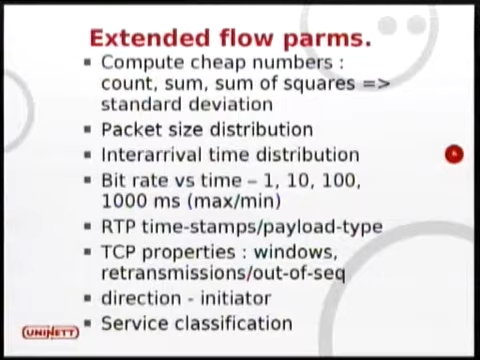 Extended flow parms.
Compute cheap numbers :
count, sum, sum of squares =>
standard deviation
Packet size distribution
Interarrival time distribution
Bit rate vs time – 1, 10, 100,
1000 ms (max/min)
RTP time-stamps/payload-type
TCP properties : windows,
retransmissions/out-of-seq
direction - initiator
Service classification
UNINETT